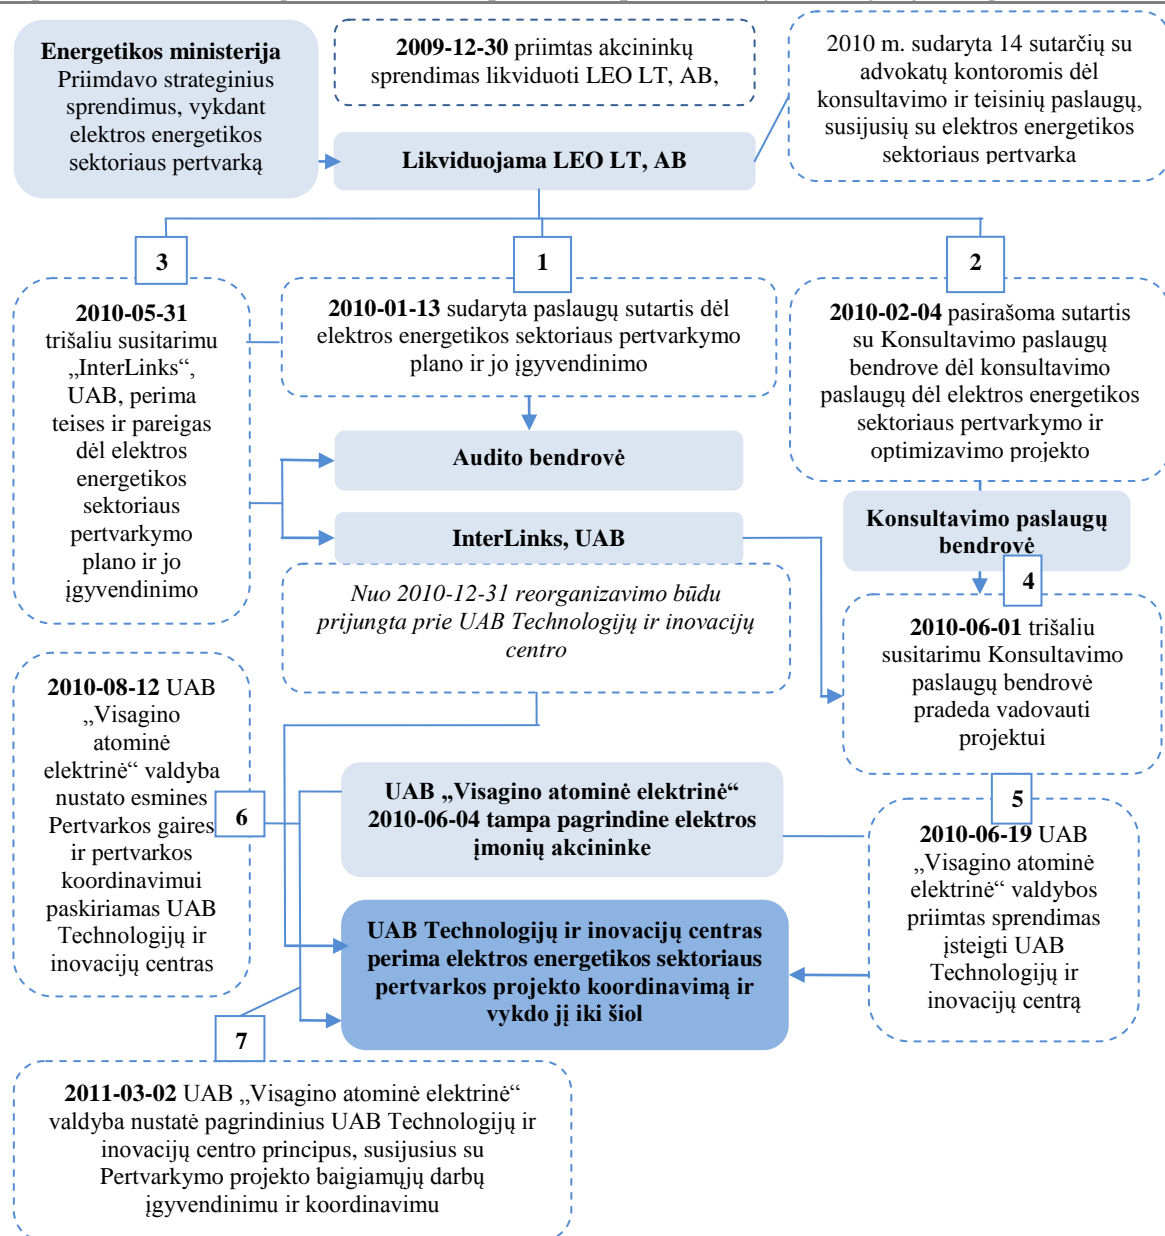 Energetikos ministerija
Priimdavo strateginius
sprendimus, vykdant
elektros energetikos
sektoriaus pertvarką
2009-12-30 priimtas akcininkų
sprendimas likviduoti LEO LT, AB,
2010 m. sudaryta 14 sutarčių su
advokatų kontoromis dėl
konsultavimo ir teisinių paslaugų,
susijusių su elektros energetikos
sektoriaus pertvarka
Likviduojama LEO LT, AB
3
1
2
2010-05-31
trišaliu susitarimu
„InterLinks“,
UAB, perima
teises ir pareigas
dėl elektros
energetikos
sektoriaus
pertvarkymo
plano ir jo
įgyvendinimo
2010-01-13 sudaryta paslaugų sutartis dėl
elektros energetikos sektoriaus pertvarkymo
plano ir jo įgyvendinimo
2010-02-04 pasirašoma sutartis
su Konsultavimo paslaugų
bendrove dėl konsultavimo
paslaugų dėl elektros energetikos
sektoriaus pertvarkymo ir
optimizavimo projekto
Audito bendrovė
InterLinks, UAB
Konsultavimo paslaugų
bendrovė
4
Nuo 2010-12-31 reorganizavimo būdu
prijungta prie UAB Technologijų ir inovacijų
centro
2010-06-01 trišaliu
susitarimu Konsultavimo
paslaugų bendrovė
pradeda vadovauti
projektui
2010-08-12 UAB
„Visagino
atominė
elektrinė“ valdyba
nustato esmines
Pertvarkos gaires
ir pertvarkos
koordinavimui
paskiriamas UAB
Technologijų ir
inovacijų centras
6
UAB „Visagino atominė elektrinė“
2010-06-04 tampa pagrindine elektros
įmonių akcininke
5
2010-06-19 UAB
„Visagino atominė
elektrinė“ valdybos
priimtas sprendimas
įsteigti UAB
Technologijų ir
inovacijų centrą
UAB Technologijų ir inovacijų centras
perima elektros energetikos sektoriaus
pertvarkos projekto koordinavimą ir
vykdo jį iki šiol
7
2011-03-02 UAB „Visagino atominė elektrinė“
valdyba nustatė pagrindinius UAB Technologijų ir
inovacijų centro principus, susijusius su
Pertvarkymo projekto baigiamųjų darbų
įgyvendinimu ir koordinavimu